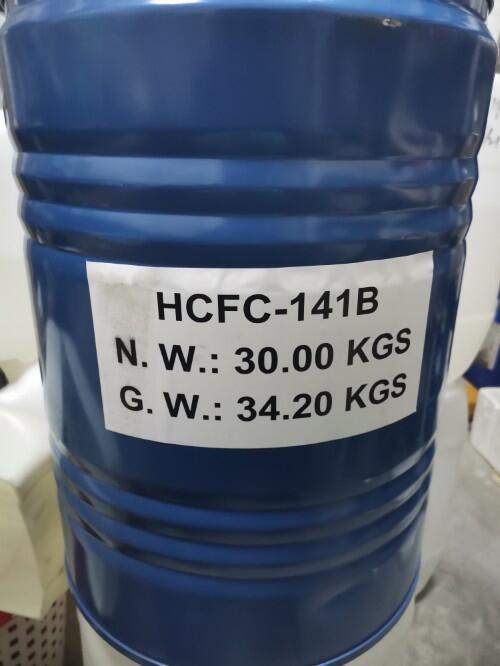 HCFC-141B
N. W.: 30.00 KGS
G. W.: 34.20 KGS